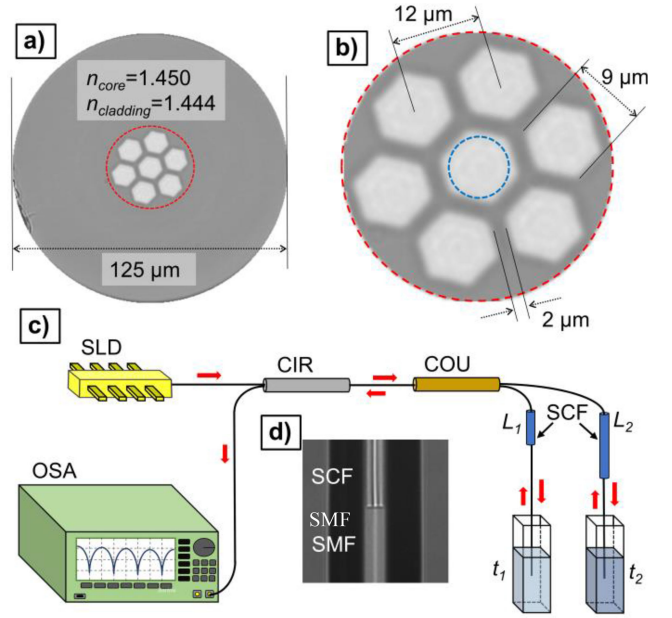 a)
n_core=1.450
n_cladding=1.444
125 µm
b)
12 µm
9 µm
2 µm
c)
SLD
CIR
COU
L1
SCF
L2
OSA
d)
SCF
SMF
SMF
t1
t2